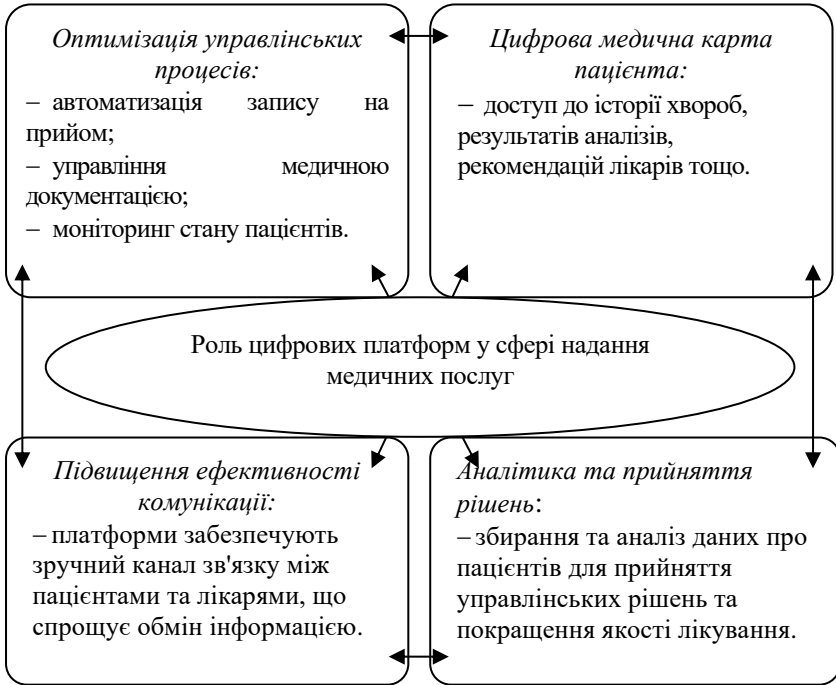 Оптимізація управлінських
процесів:
– автоматизація запису на
прийом;
– управління медичною
документацією;
– моніторинг стану пацієнтів.
Цифрова медична карта
пацієнта:
– доступ до історії хвороб,
результатів аналізів,
рекомендацій лікарів тощо.
Роль цифрових платформ у сфері надання
медичних послуг
Підвищення ефективності
комунікації:
– платформи забезпечують
зручний канал зв'язку між
пацієнтами та лікарями, що
спрощує обмін інформацією.
Аналітика та прийняття
рішень:
– збирання та аналіз даних про
пацієнтів для прийняття
управлінських рішень та
покращення якості лікування.